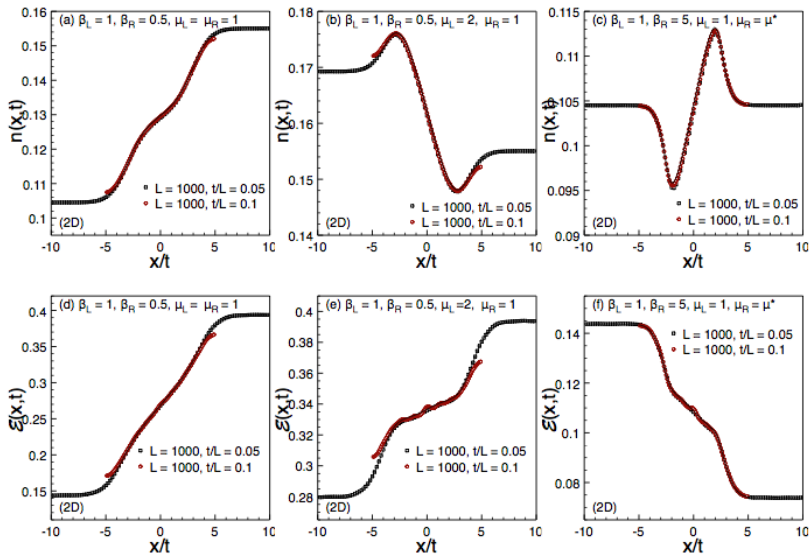 (a) β_L = 1, β_R = 0.5, μ_L = μ_R = 1
n(x,t)
0.16
0.15
0.14
0.13
0.12
0.11
0.1
L = 1000, t/L = 0.05
L = 1000, t/L = 0.1
(2D)
-10 -5 0 5 10
x/t
(b) β_L = 1, β_R = 0.5, μ_L=2, μ_R = 1
n(x,t)
0.18
0.17
0.16
0.15
0.14
L = 1000, t/L = 0.05
L = 1000, t/L = 0.1
(2D)
-10 -5 0 5 10
x/t
(c) β_L = 1, β_R = 5, μ_L = 1, μ_R = μ*
n(x,t)
0.115
0.11
0.105
0.1
0.095
0.09
L = 1000, t/L = 0.05
L = 1000, t/L = 0.1
(2D)
-10 -5 0 5 10
x/t
(d) β_L = 1, β_R = 0.5, μ_L = μ_R = 1
ℰ(x,t)
0.4
0.35
0.3
0.25
0.2
0.15
L = 1000, t/L = 0.05
L = 1000, t/L = 0.1
(2D)
-10 -5 0 5 10
x/t
(e) β_L = 1, β_R = 0.5, μ_L =2, μ_R = 1
ℰ(x,t)
0.4
0.38
0.36
0.34
0.32
0.3
0.28
L = 1000, t/L = 0.05
L = 1000, t/L = 0.1
(2D)
-10 -5 0 5 10
x/t
(f) β_L = 1, β_R = 5, μ_L = 1, μ_R = μ*
ℰ(x,t)
0.14
0.12
0.1
0.08
L = 1000, t/L = 0.05
L = 1000, t/L = 0.1
(2D)
-10 -5 0 5 10
x/t